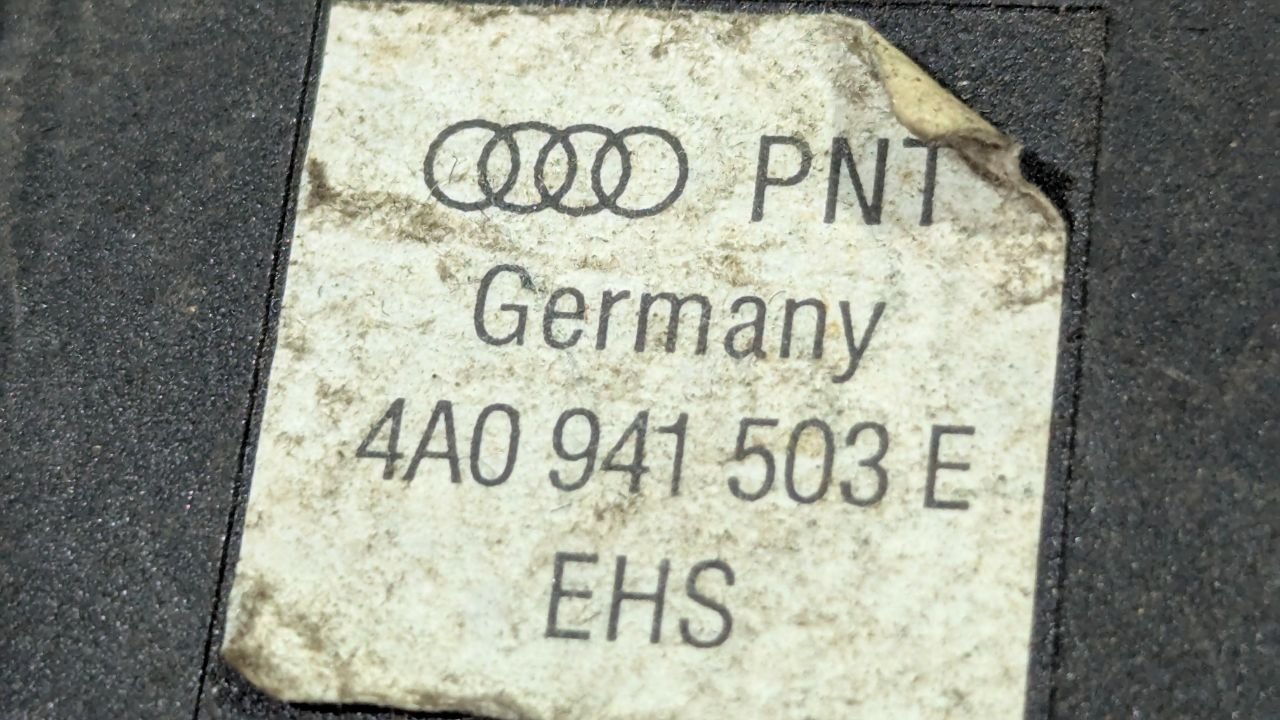 PNT
Germany
4A0 941 503 E
EHS